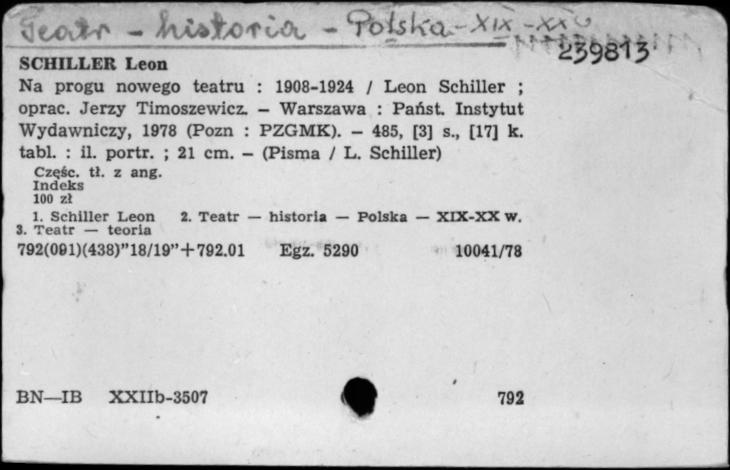 Teatr - historia - Polska - XIX - XX w
239813
SCHILLER Leon
Na progu nowego teatru : 1908-1924 / Leon Schiller ;
oprac. Jerzy Timoszewicz. — Warszawa : Państ. Instytut
Wydawniczy, 1978 (Pozn : PZGMK). — 485, [3] s., [17] k.
tabl. : il. portr. ; 21 cm. — (Pisma / L. Schiller)
Częśc. tł. z ang.
Indeks
100 zł
1. Schiller Leon 2. Teatr — historia — Polska — XIX-XX w.
3. Teatr — teoria
792(091)(438)"18/19"+792.01 Egz. 5290 10041/78
BN—IB XXIIb-3507 792